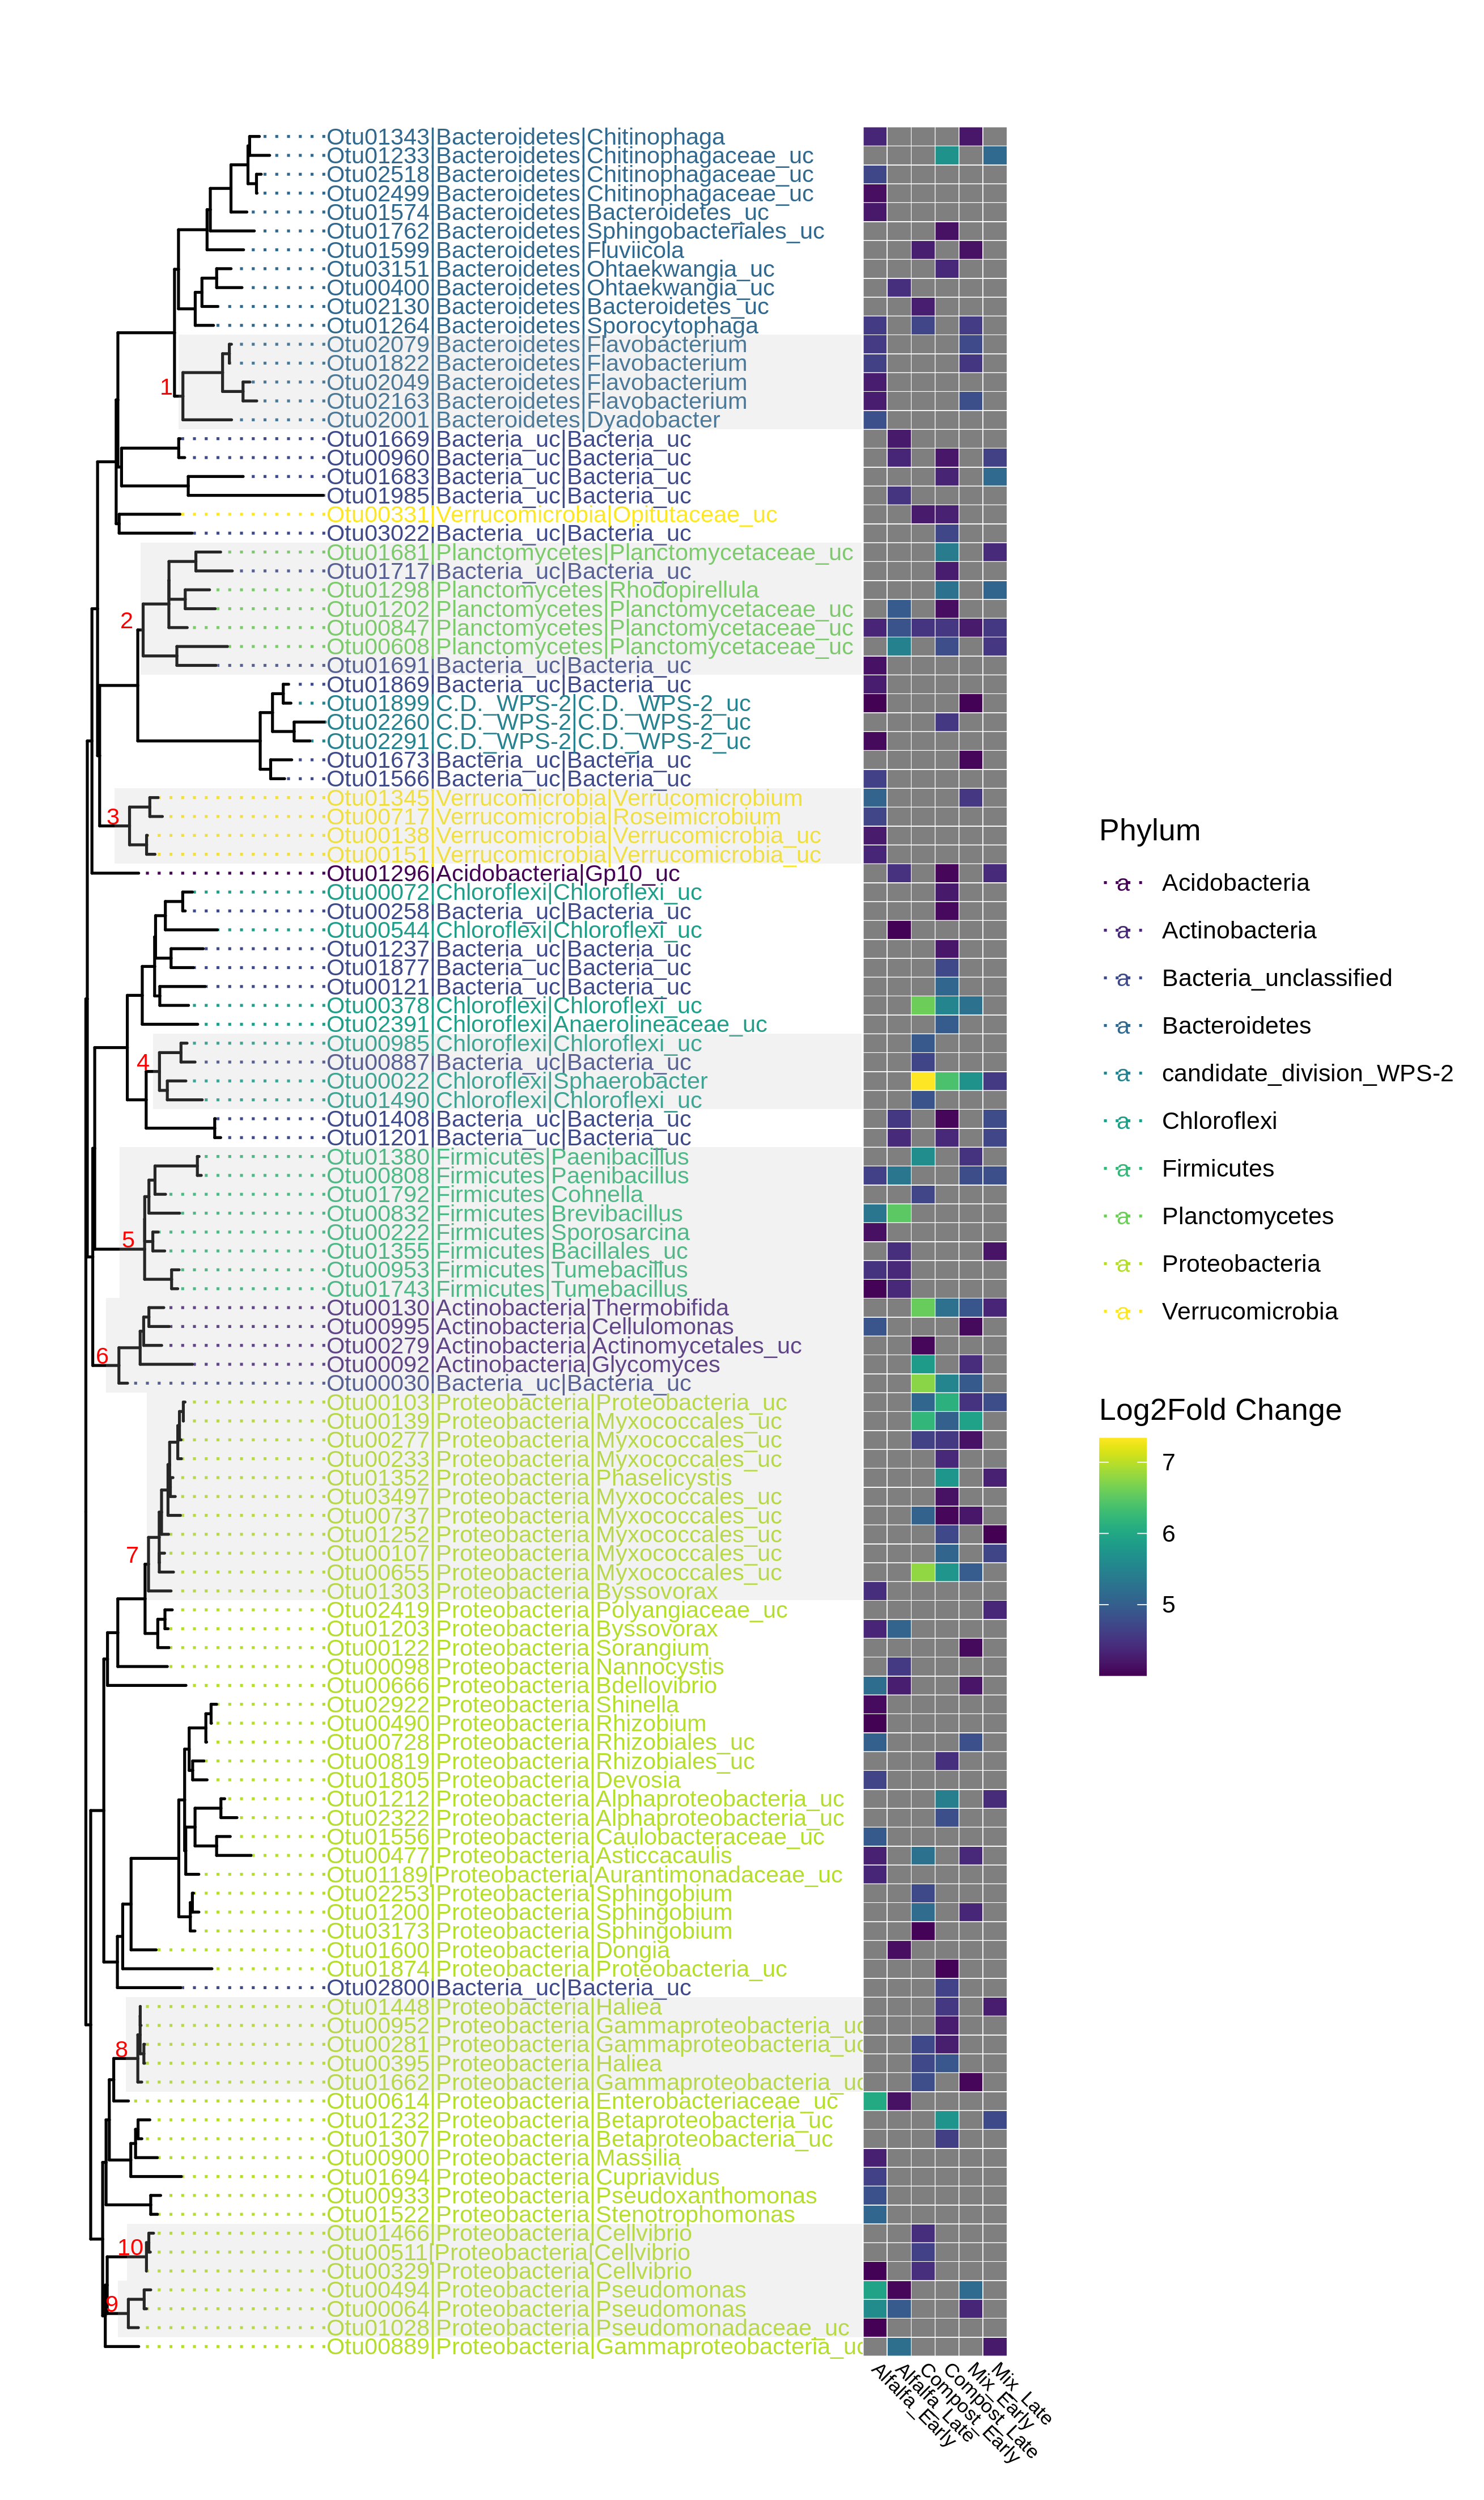 Otu01343|Bacteroidetes|Chitinophaga
Otu01233|Bacteroidetes|Chitinophagaceae_uc
Otu02518|Bacteroidetes|Chitinophagaceae_uc
Otu02499|Bacteroidetes|Chitinophagaceae_uc
Otu01574|Bacteroidetes|Bacteroidetes_uc
Otu01762|Bacteroidetes|Sphingobacteriales_uc
Otu01599|Bacteroidetes|Fluviicola
Otu03151|Bacteroidetes|Ohtaekwangia_uc
Otu00400|Bacteroidetes|Ohtaekwangia_uc
Otu02130|Bacteroidetes|Bacteroidetes_uc
Otu01264|Bacteroidetes|Sporocytophaga
Otu02079|Bacteroidetes|Flavobacterium
Otu01822|Bacteroidetes|Flavobacterium
1
Otu02049|Bacteroidetes|Flavobacterium
Otu02163|Bacteroidetes|Flavobacterium
Otu02001|Bacteroidetes|Dyadobacter
Otu01669|Bacteria_uc|Bacteria_uc
Otu00960|Bacteria_uc|Bacteria_uc
Otu01683|Bacteria_uc|Bacteria_uc
Otu01985|Bacteria_uc|Bacteria_uc
Otu00331|Verrucomicrobia|Opitutaceae_uc
Otu03022|Bacteria_uc|Bacteria_uc
Otu01681|Planctomycetes|Planctomycetaceae_uc
Otu01717|Bacteria_uc|Bacteria_uc
Otu01298|Planctomycetes|Rhodopirellula
Otu01202|Planctomycetes|Planctomycetaceae_uc
2
Otu00847|Planctomycetes|Planctomycetaceae_uc
Otu00608|Planctomycetes|Planctomycetaceae_uc
Otu01691|Bacteria_uc|Bacteria_uc
Otu01869|Bacteria_uc|Bacteria_uc
Otu01899|C.D._WPS-2|C.D._WPS-2_uc
Otu02260|C.D._WPS-2|C.D._WPS-2_uc
Otu02291|C.D._WPS-2|C.D._WPS-2_uc
Otu01673|Bacteria_uc|Bacteria_uc
Otu01566|Bacteria_uc|Bacteria_uc
Otu01345|Verrucomicrobia|Verrucomicrobium
3
Otu00717|Verrucomicrobia|Roseimicrobium
Otu00138|Verrucomicrobia|Verrucomicrobia_uc
Otu00151|Verrucomicrobia|Verrucomicrobia_uc
Otu01296|Acidobacteria|Gp10_uc
Otu00072|Chloroflexi|Chloroflexi_uc
Otu00258|Bacteria_uc|Bacteria_uc
Otu00544|Chloroflexi|Chloroflexi_uc
Otu01237|Bacteria_uc|Bacteria_uc
Otu01877|Bacteria_uc|Bacteria_uc
Otu00121|Bacteria_uc|Bacteria_uc
Otu00378|Chloroflexi|Chloroflexi_uc
Otu02391|Chloroflexi|Anaerolineaceae_uc
Otu00985|Chloroflexi|Chloroflexi_uc
4
Otu00887|Bacteria_uc|Bacteria_uc
Otu00022|Chloroflexi|Sphaerobacter
Otu01490|Chloroflexi|Chloroflexi_uc
Otu01408|Bacteria_uc|Bacteria_uc
Otu01201|Bacteria_uc|Bacteria_uc
Otu01380|Firmicutes|Paenibacillus
Otu00808|Firmicutes|Paenibacillus
Otu01792|Firmicutes|Cohnella
Otu00832|Firmicutes|Brevibacillus
Otu00222|Firmicutes|Sporosarcina
5
Otu01355|Firmicutes|Bacillales_uc
Otu00953|Firmicutes|Tumebacillus
Otu01743|Firmicutes|Tumebacillus
Otu00130|Actinobacteria|Thermobifida
Otu00995|Actinobacteria|Cellulomonas
Otu00279|Actinobacteria|Actinomycetales_uc
6
Otu00092|Actinobacteria|Glycomyces
Otu00030|Bacteria_uc|Bacteria_uc
Otu00103|Proteobacteria|Proteobacteria_uc
Otu00139|Proteobacteria|Myxococcales_uc
Otu00277|Proteobacteria|Myxococcales_uc
Otu00233|Proteobacteria|Myxococcales_uc
Otu01352|Proteobacteria|Phaselicystis
Otu03497|Proteobacteria|Myxococcales_uc
Otu00737|Proteobacteria|Myxococcales_uc
Otu01252|Proteobacteria|Myxococcales_uc
7
Otu00107|Proteobacteria|Myxococcales_uc
Otu00655|Proteobacteria|Myxococcales_uc
Otu01303|Proteobacteria|Byssovorax
Otu02419|Proteobacteria|Polyangiaceae_uc
Otu01203|Proteobacteria|Byssovorax
Otu00122|Proteobacteria|Sorangium
Otu00098|Proteobacteria|Nannocystis
Otu00666|Proteobacteria|Bdellovibrio
Otu02922|Proteobacteria|Shinella
Otu00490|Proteobacteria|Rhizobium
Otu00728|Proteobacteria|Rhizobiales_uc
Otu00819|Proteobacteria|Rhizobiales_uc
Otu01805|Proteobacteria|Devosia
Otu01212|Proteobacteria|Alphaproteobacteria_uc
Otu02322|Proteobacteria|Alphaproteobacteria_uc
Otu01556|Proteobacteria|Caulobacteraceae_uc
Otu00477|Proteobacteria|Asticcacaulis
Otu01189|Proteobacteria|Aurantimonadaceae_uc
Otu02253|Proteobacteria|Sphingobium
Otu01200|Proteobacteria|Sphingobium
Otu03173|Proteobacteria|Sphingobium
Otu01600|Proteobacteria|Dongia
Otu01874|Proteobacteria|Proteobacteria_uc
Otu02800|Bacteria_uc|Bacteria_uc
Otu01448|Proteobacteria|Haliea
Otu00952|Proteobacteria|Gammaproteobacteria_uc
8
Otu00281|Proteobacteria|Gammaproteobacteria_uc
Otu00395|Proteobacteria|Haliea
Otu01662|Proteobacteria|Gammaproteobacteria_uc
Otu00614|Proteobacteria|Enterobacteriaceae_uc
Otu01232|Proteobacteria|Betaproteobacteria_uc
Otu01307|Proteobacteria|Betaproteobacteria_uc
Otu00900|Proteobacteria|Massilia
Otu01694|Proteobacteria|Cupriavidus
Otu00933|Proteobacteria|Pseudoxanthomonas
Otu01522|Proteobacteria|Stenotrophomonas
Otu01466|Proteobacteria|Cellvibrio
10
Otu00511|Proteobacteria|Cellvibrio
Otu00329|Proteobacteria|Cellvibrio
Otu00494|Proteobacteria|Pseudomonas
9
Otu00064|Proteobacteria|Pseudomonas
Otu01028|Proteobacteria|Pseudomonadaceae_uc
Otu00889|Proteobacteria|Gammaproteobacteria_uc
Alfalfa_Early
Alfalfa_Late
Compost_Early
Compost_Late
Mix_Early
Mix_Late
Phylum
a Acidobacteria
a Actinobacteria
a Bacteria_unclassified
a Bacteroidetes
a candidate_division_WPS-2
a Chloroflexi
a Firmicutes
a Planctomycetes
a Proteobacteria
a Verrucomicrobia
Log2Fold Change
7
6
5